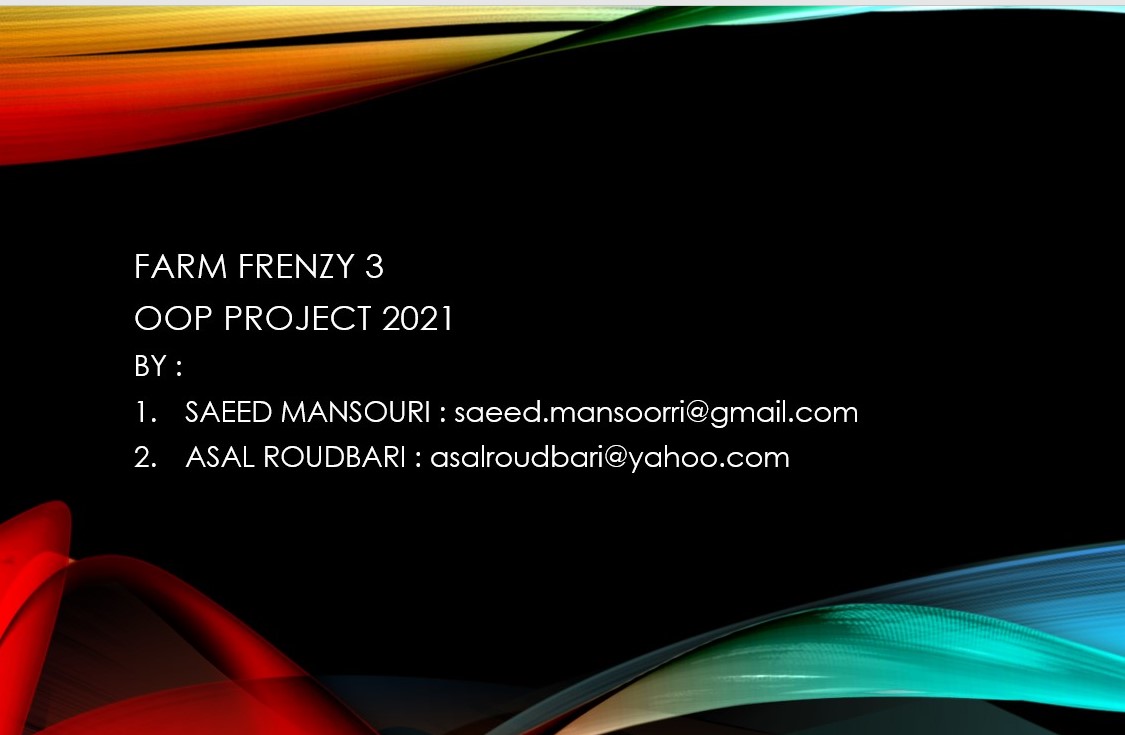 FARM FRENZY 3
OOP PROJECT 2021
BY :
1. SAEED MANSOURI : saeed.mansoorri@gmail.com
2. ASAL ROUDBARI : asalroudbari@yahoo.com